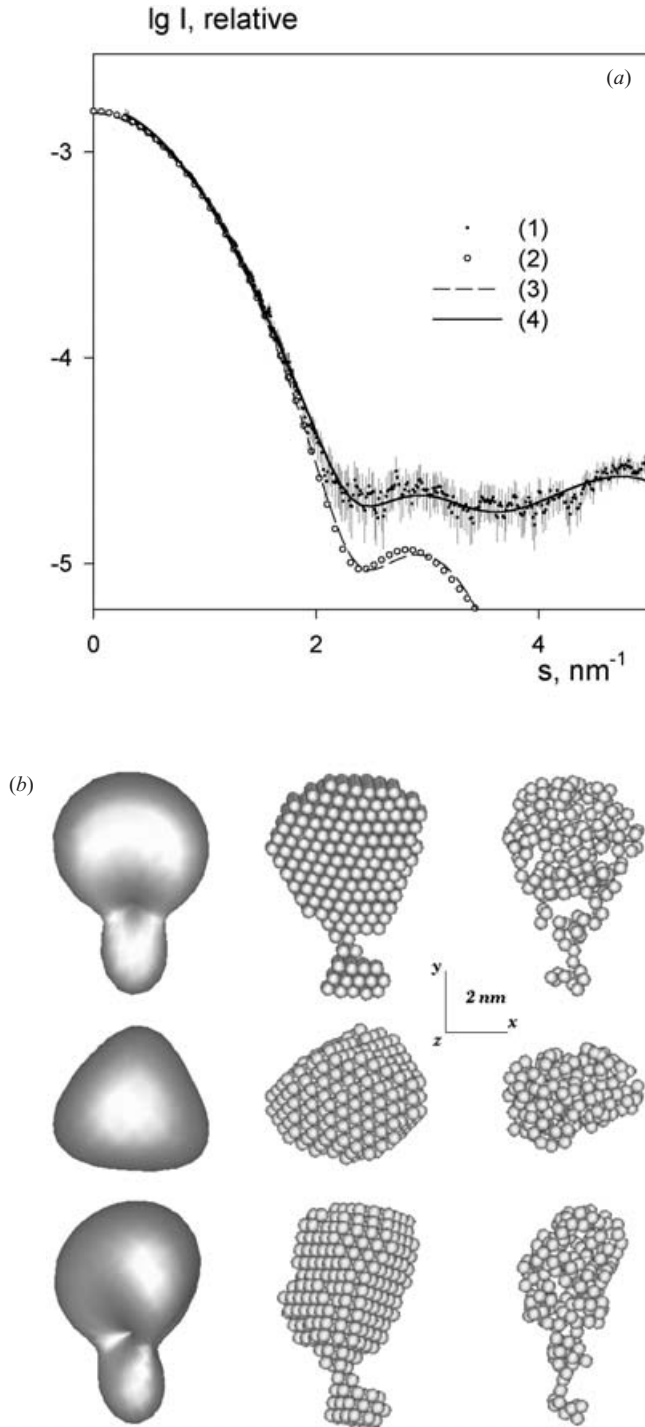 lg I, relative
(a)
-3
(1)
(2)
(3)
(4)
-4
-5
0
2
4
s, nm⁻¹
(b)
y
2 nm
z
x